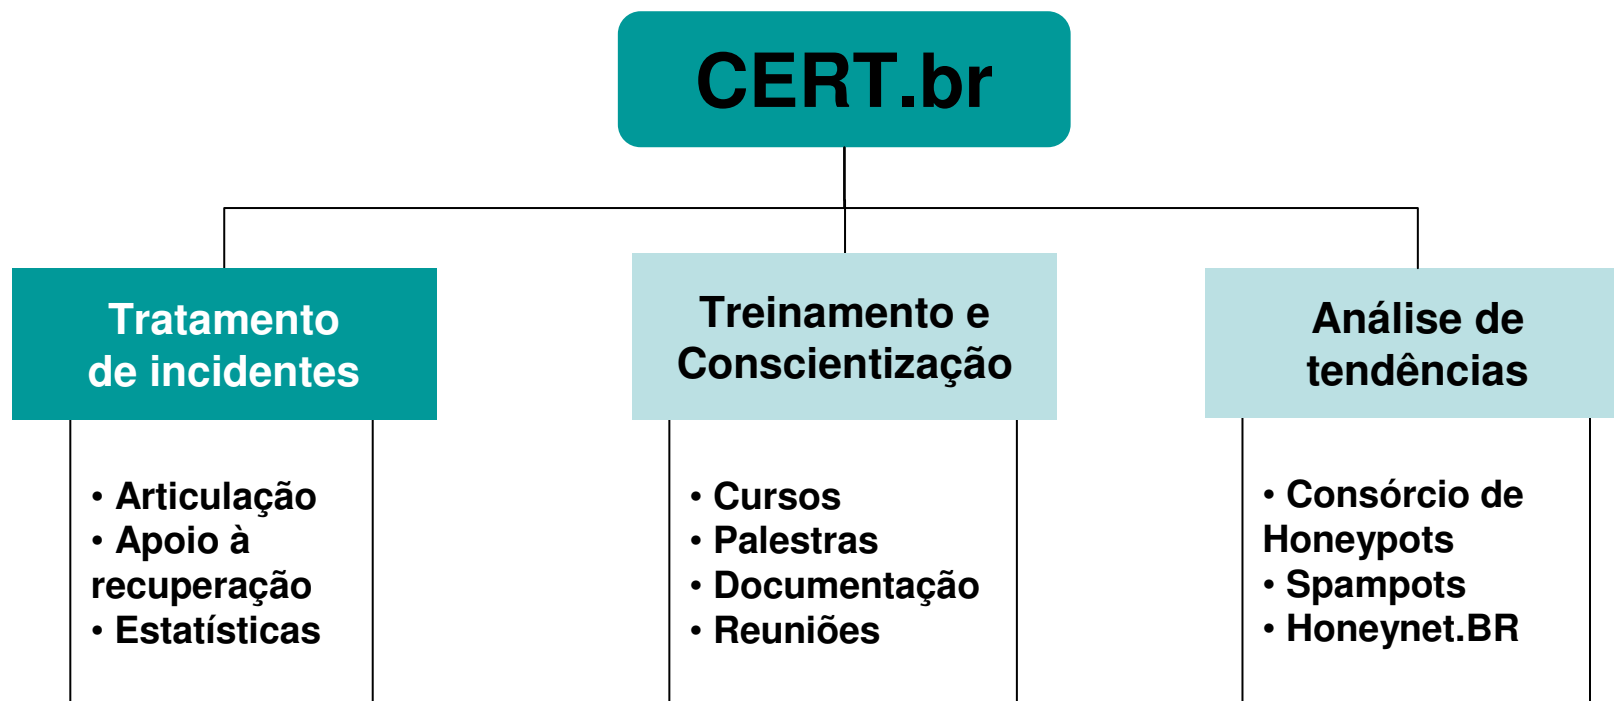 CERT.br
Tratamento
de incidentes
• Articulação
• Apoio à
recuperação
• Estatísticas
Treinamento e
Conscientização
• Cursos
• Palestras
• Documentação
• Reuniões
Análise de
tendências
• Consórcio de
Honeypots
• Spampots
• Honeynet.BR